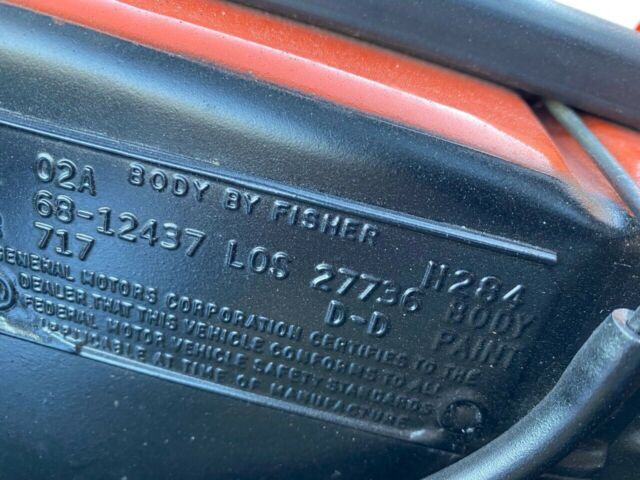 02A BODY BY FISHER
68-12437 LOS 27736 BODY
717 D-D PAINT
GENERAL MOTORS CORPORATION CERTIFIES TO THE
DEALER THAT THIS VEHICLE CONFORMS TO ALL
FEDERAL MOTOR VEHICLE SAFETY STANDARDS
APPLICABLE AT TIME OF MANUFACTURE